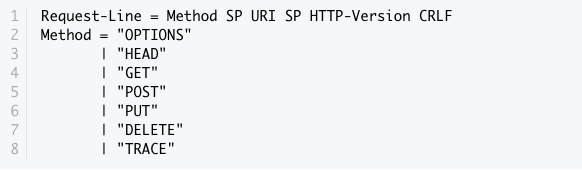 1 Request-Line = Method SP URI SP HTTP-Version CRLF
2 Method = "OPTIONS"
3        | "HEAD"
4        | "GET"
5        | "POST"
6        | "PUT"
7        | "DELETE"
8        | "TRACE"